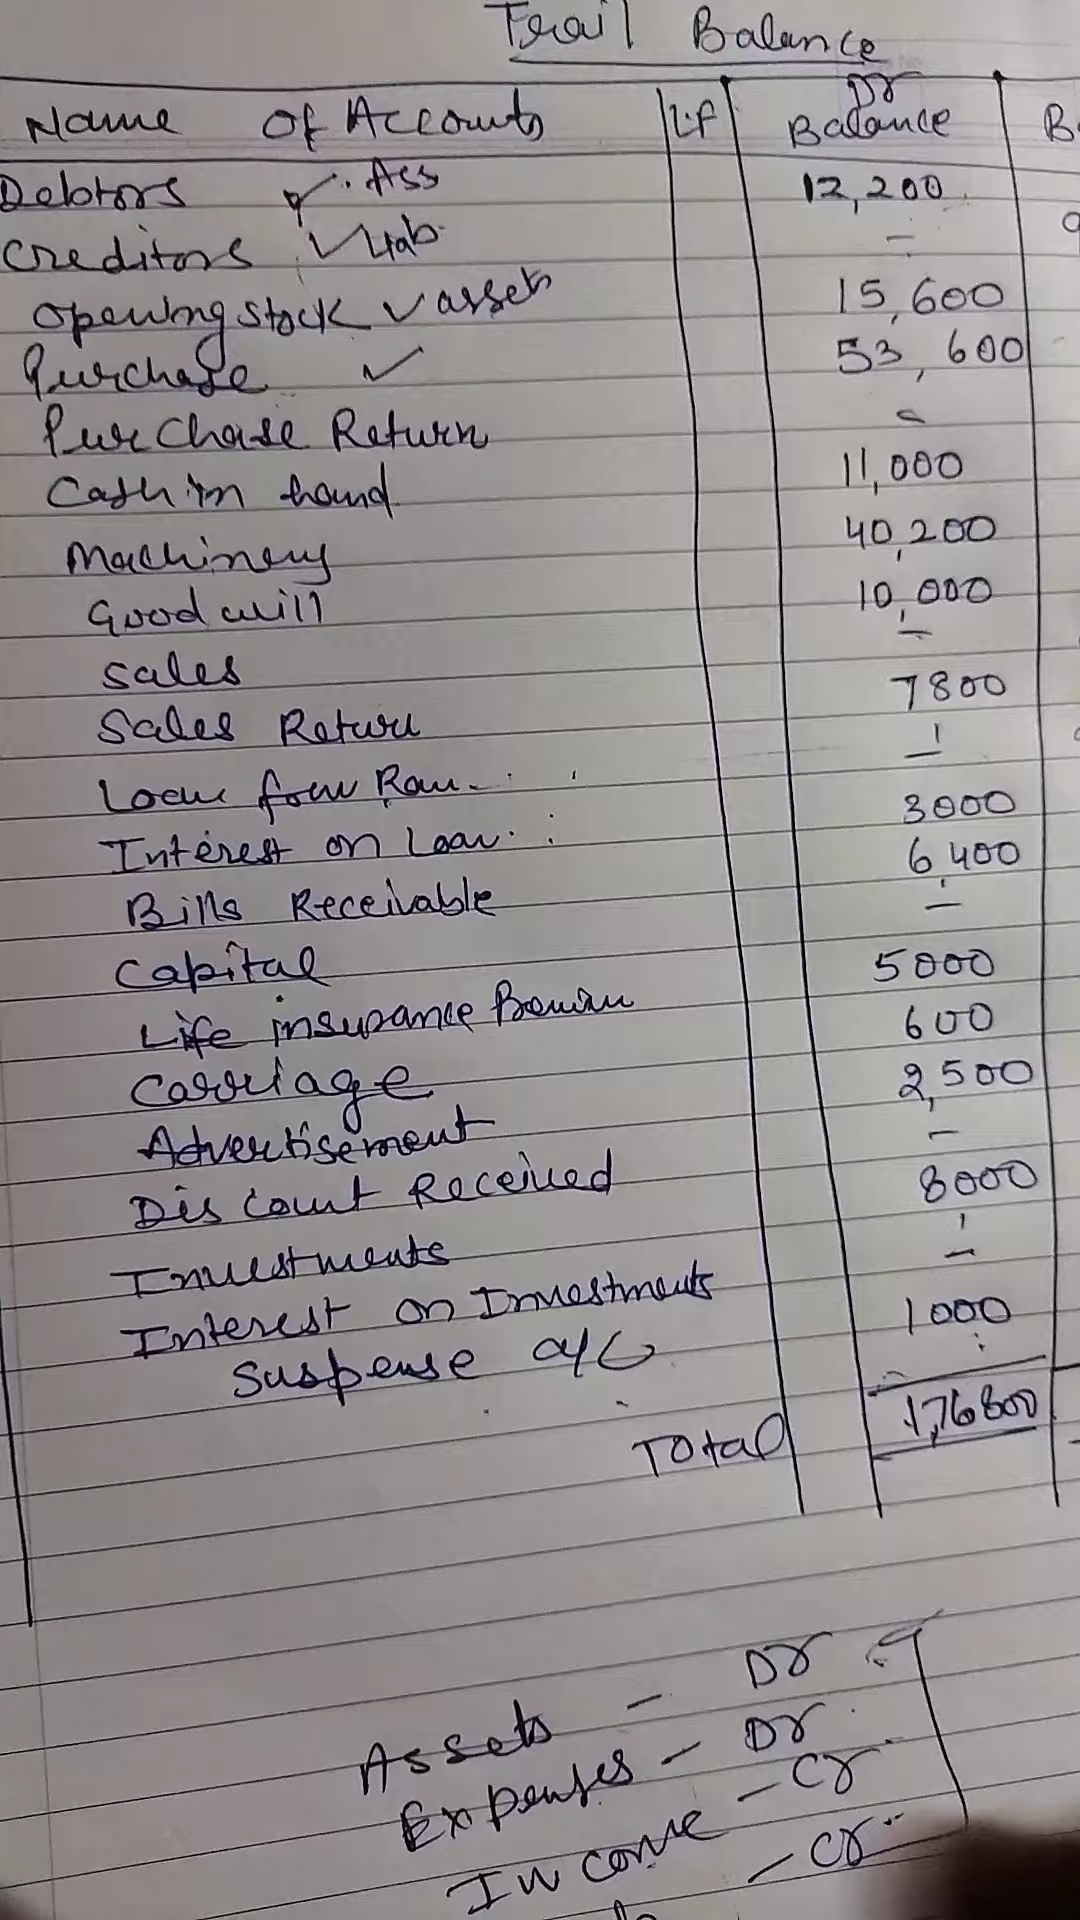 Trail Balance
Name Of Accounts L.f Dr Balance B
Debtors Ass 12,200
Creditors Liab. -
Opening stock assets 15,600
Purchase 53,600
Purchase Return -
Cash in hand 11,000
Machinery 40,200
Good will 10,000
Sales -
Sales Return 7800
Loan from Ram -
Interest on Loan 3000
Bills Receivable 6,400
Capital -
Life insurance 5000
Carriage 600
Advertisement 2,500
Discount Received -
Investments 8000
Interest on Investments -
Suspense a/c 1000
Total 1,76800
Assets - Dr
Expenses - Dr
Income - Cr
- Cr